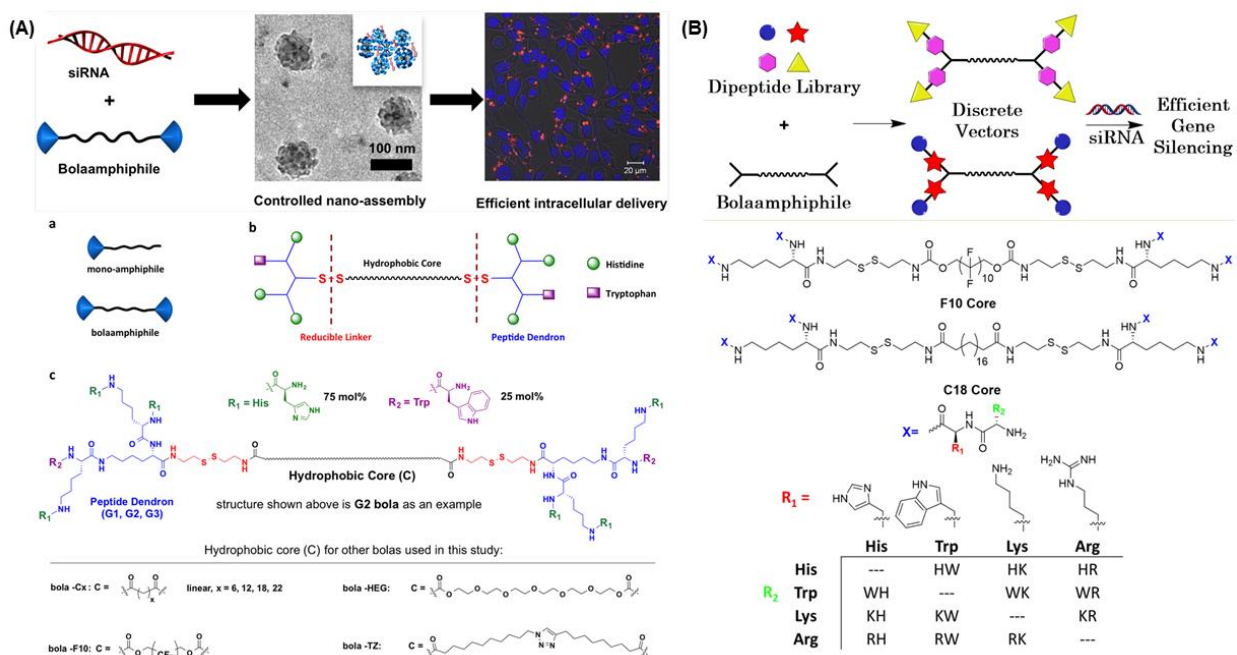 (A)
siRNA
+
Bolaamphiphile
100 nm
20 µm
Controlled nano-assembly
Efficient intracellular delivery
a
mono-amphiphile
bolaamphiphile
b
S S
Hydrophobic Core
S S
Histidine
Tryptophan
Reducible Linker
Peptide Dendron
c
R₁ = His
75 mol%
R₂ = Trp
25 mol%
Hydrophobic Core (C)
Peptide Dendron
(G1, G2, G3)
structure shown above is G2 bola as an example
Hydrophobic core (C) for other bolas used in this study:
bola -Cx: C =
linear, x = 6, 12, 18, 22
bola -HEG: C =
bola -F10: C =
bola -TZ: C =
(B)
Dipeptide Library
+
Bolaamphiphile
Discrete
Vectors
siRNA
Efficient
Gene
Silencing
F10 Core
C18 Core
X=
R₁ =
His Trp Lys Arg
His --- HW HK HR
R₂ Trp WH --- WK WR
Lys KH KW --- KR
Arg RH RW RK ---